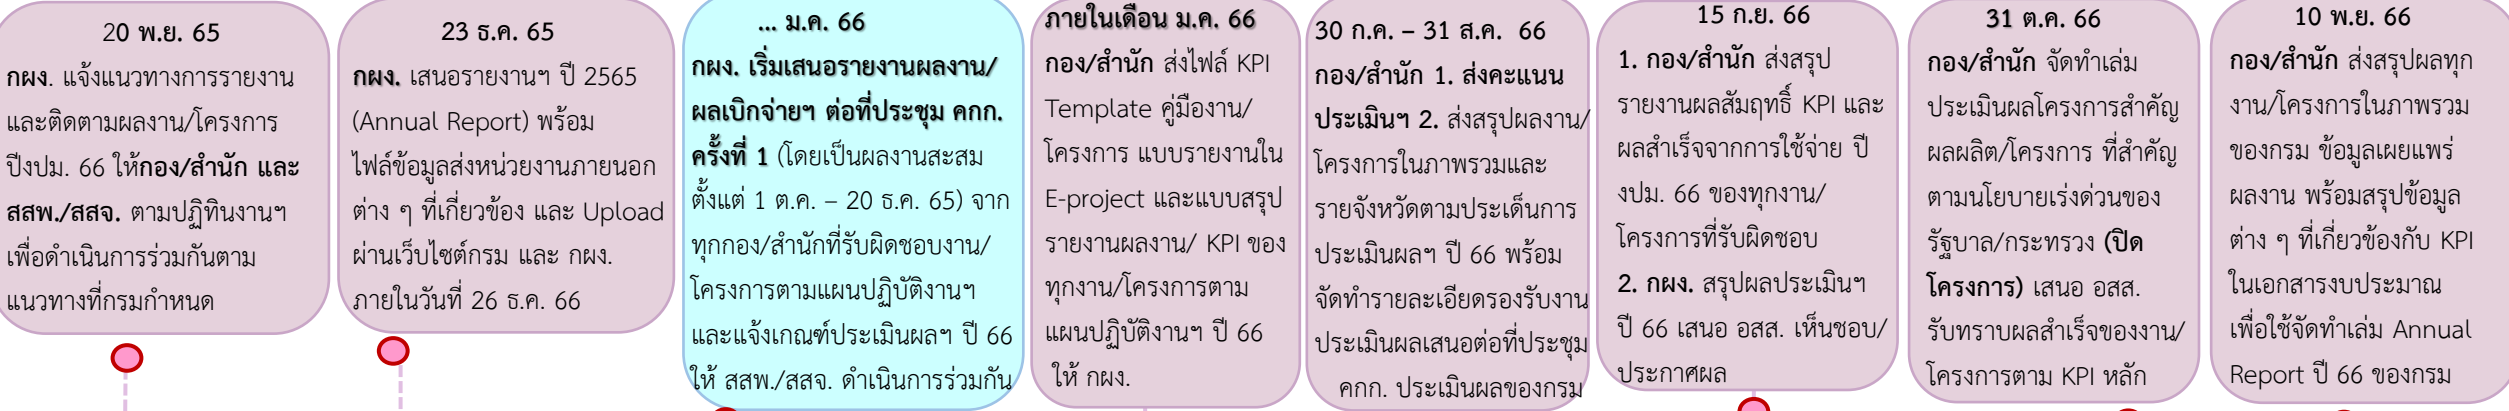 20 พ.ย. 65
กผง. แจ้งแนวทางการรายงาน
และติดตามผลงาน/โครงการ
ปีงปม. 66 ให้กอง/สำนัก และ
สสพ./สสจ. ตามปฏิทินงานฯ
เพื่อดำเนินการร่วมกันตาม
แนวทางที่กรมกำหนด
23 ธ.ค. 65
กผง. เสนอรายงานฯ ปี 2565
(Annual Report) พร้อม
ไฟล์ข้อมูลส่งหน่วยงานภายนอก
ต่าง ๆ ที่เกี่ยวข้อง และ Upload
ผ่านเว็บไซต์กรม และ กผง.
ภายในวันที่ 26 ธ.ค. 66
... ม.ค. 66
กผง. เริ่มเสนอรายงานผลงาน/
ผลเบิกจ่ายฯ ต่อที่ประชุม คกก.
ครั้งที่ 1 (โดยเป็นผลงานสะสม
ตั้งแต่ 1 ต.ค. – 20 ธ.ค. 65) จาก
ทุกกอง/สำนักที่รับผิดชอบงาน/
โครงการตามแผนปฏิบัติงานฯ
และแจ้งเกณฑ์ประเมินผลฯ ปี 66
ให้ สสพ./สสจ. ดำเนินการร่วมกัน
ภายในเดือน ม.ค. 66
กอง/สำนัก ส่งไฟล์ KPI
Template คู่มืองาน/
โครงการ แบบรายงานใน
E-project และแบบสรุป
รายงานผลงาน/ KPI ของ
ทุกงาน/โครงการตาม
แผนปฏิบัติงานฯ ปี 66
ให้ กผง.
30 ก.ค. – 31 ส.ค. 66
กอง/สำนัก 1. ส่งคะแนน
ประเมินฯ 2. ส่งสรุปผลงาน/
โครงการในภาพรวมและ
รายจังหวัดตามประเด็นการ
ประเมินผลฯ ปี 66 พร้อม
จัดทำรายละเอียดรองรับงาน
ประเมินผลเสนอต่อที่ประชุม
คกก. ประเมินผลของกรม
15 ก.ย. 66
1. กอง/สำนัก ส่งสรุป
รายงานผลสัมฤทธิ์ KPI และ
ผลสำเร็จจากการใช้จ่าย ปี
งปม. 66 ของทุกงาน/
โครงการที่รับผิดชอบ
2. กผง. สรุปผลประเมินฯ
ปี 66 เสนอ อสส. เห็นชอบ/
ประกาศผล
31 ต.ค. 66
กอง/สำนัก จัดทำเล่ม
ประเมินผลโครงการสำคัญ
ผลผลิต/โครงการ ที่สำคัญ
ตามนโยบายเร่งด่วนของ
รัฐบาล/กระทรวง (ปิด
โครงการ) เสนอ อสส.
รับทราบผลสำเร็จของงาน/
โครงการตาม KPI หลัก
10 พ.ย. 66
กอง/สำนัก ส่งสรุปผลทุก
งาน/โครงการในภาพรวม
ของกรม ข้อมูลเผยแพร่
ผลงาน พร้อมสรุปข้อมูล
ต่าง ๆ ที่เกี่ยวข้องกับ KPI
ในเอกสารงบประมาณ
เพื่อใช้จัดทำเล่ม Annual
Report ปี 66 ของกรม